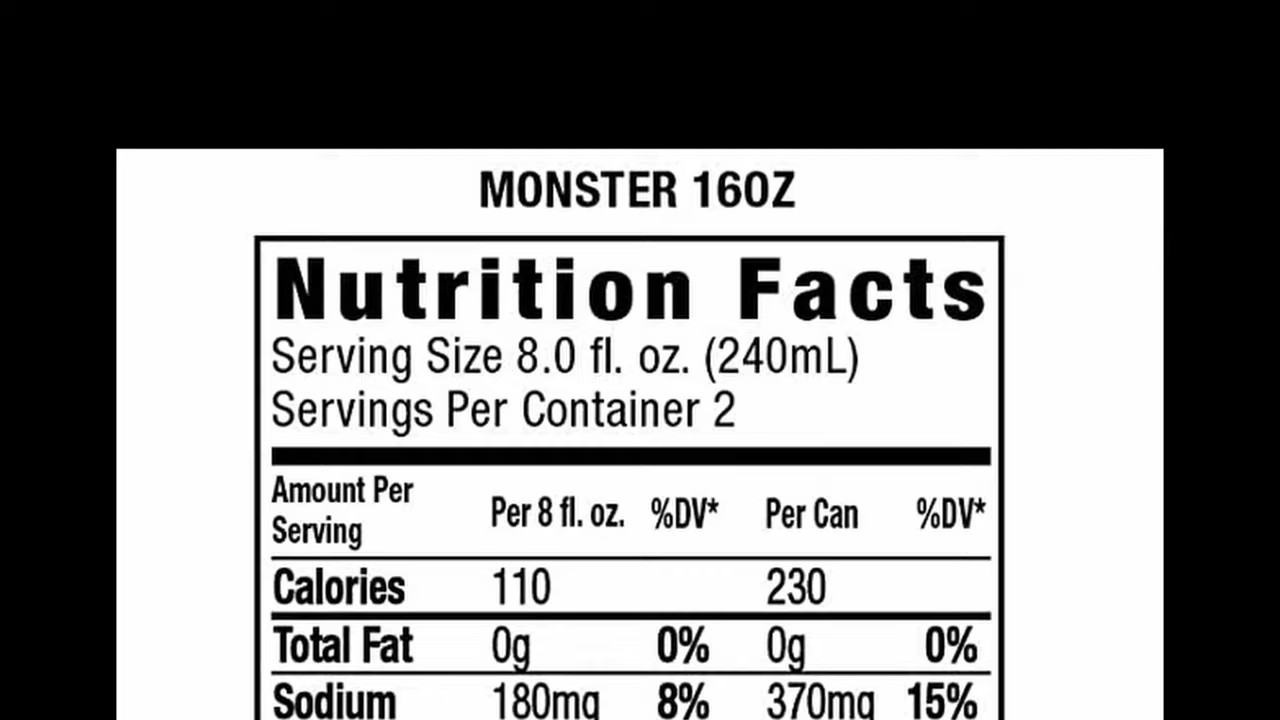 MONSTER 16OZ
Nutrition Facts
Serving Size 8.0 fl. oz. (240mL)
Servings Per Container 2
Amount Per Serving Per 8 fl. oz. %DV* Per Can %DV*
Calories 110 230
Total Fat 0g 0% 0g 0%
Sodium 180mg 8% 370mg 15%